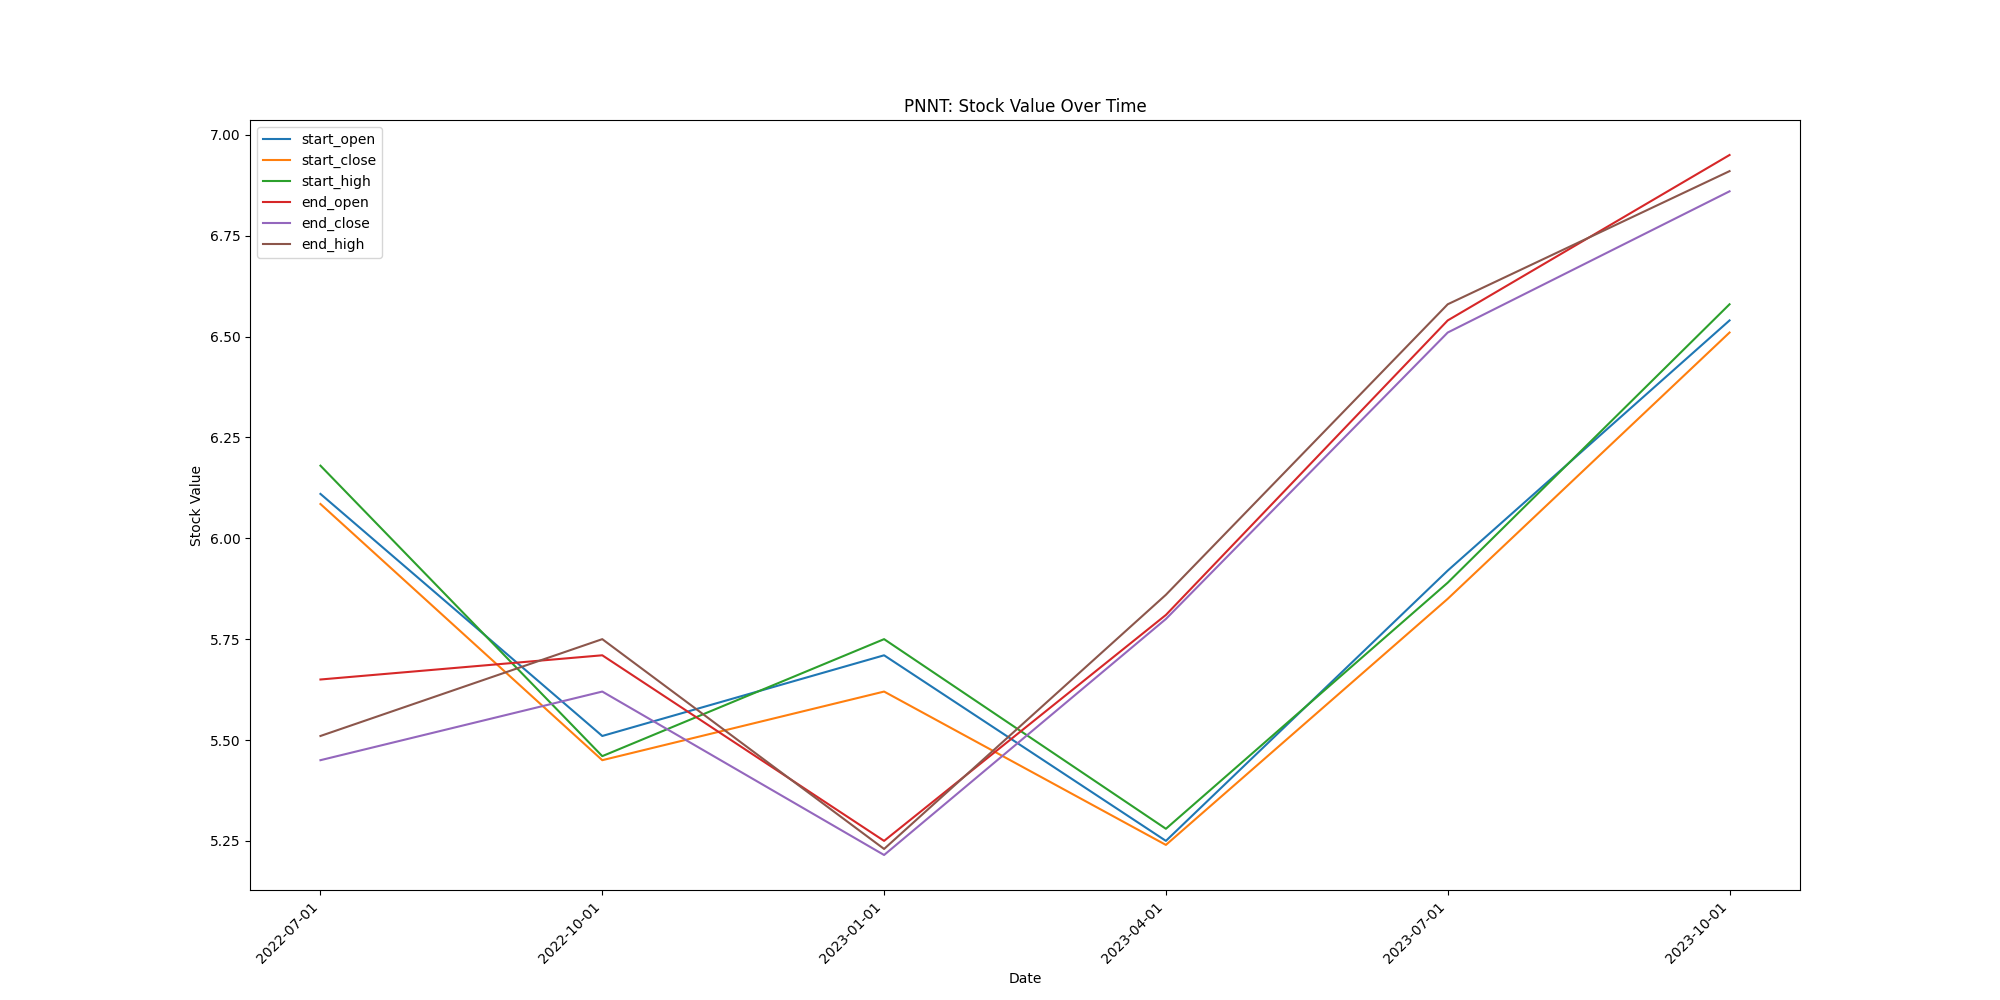 PNNT: Stock Value Over Time
start_open
start_close
start_high
end_open
end_close
end_high
7.00
6.75
6.50
6.25
6.00
5.75
5.50
5.25
Stock Value
2022-07-01
2022-10-01
2023-01-01
2023-04-01
2023-07-01
2023-10-01
Date